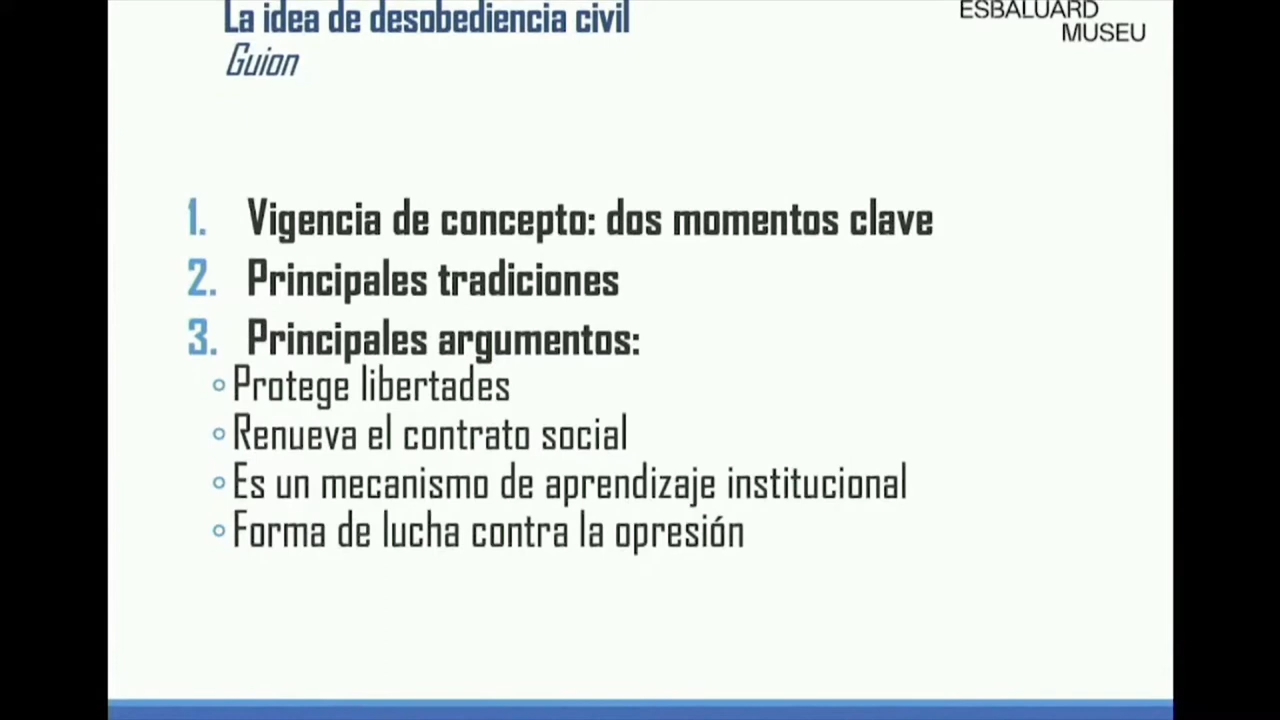 La idea de desobediencia civil
Guion
ESBALUARD
MUSEU
1. Vigencia de concepto: dos momentos clave
2. Principales tradiciones
3. Principales argumentos:
◦ Protege libertades
◦ Renueva el contrato social
◦ Es un mecanismo de aprendizaje institucional
◦ Forma de lucha contra la opresión